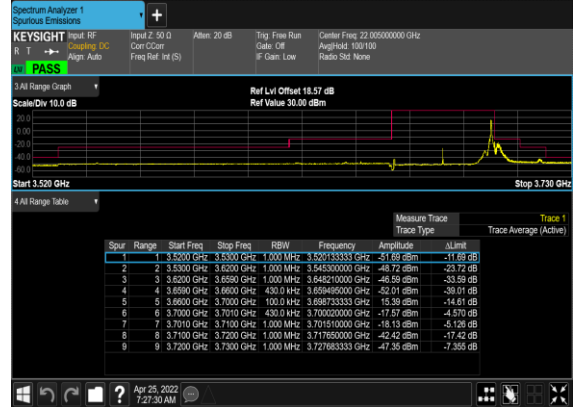 Spectrum Analyzer 1
Spurious Emissions
+
KEYSIGHT Input: RF Input Z: 50 Ω Atten: 20 dB Trig: Free Run Center Freq: 22.005000000 GHz
R T Coupling: DC Corr CCorr Gate: Off Avg|Hold: 100/100
Align: Auto Freq Ref: Int (S) IF Gain: Low Radio Std: None
PASS
3 All Range Graph
Ref Lvl Offset 18.57 dB
Scale/Div 10.0 dB Ref Value 30.00 dBm
20.0
0.00
-20.0
-40.0
-60.0
Start 3.520 GHz Stop 3.730 GHz
4 All Range Table
Measure Trace Trace 1
Trace Type Trace Average (Active)
Spur Range Start Freq Stop Freq RBW Frequency Amplitude ΔLimit
1 1 3.5200 GHz 3.5300 GHz 1.000 MHz 3.520133333 GHz -51.69 dBm -11.69 dB
2 2 3.5300 GHz 3.6200 GHz 1.000 MHz 3.545300000 GHz -48.72 dBm -23.72 dB
3 3 3.6200 GHz 3.6590 GHz 1.000 MHz 3.648210000 GHz -46.59 dBm -33.59 dB
4 4 3.6590 GHz 3.6600 GHz 430.0 kHz 3.659495000 GHz -52.01 dBm -39.01 dB
5 5 3.6600 GHz 3.7000 GHz 100.0 kHz 3.698733333 GHz 15.39 dBm -14.61 dB
6 6 3.7000 GHz 3.7010 GHz 430.0 kHz 3.700020000 GHz -17.57 dBm -4.570 dB
7 7 3.7010 GHz 3.7100 GHz 1.000 MHz 3.701510000 GHz -18.13 dBm -5.126 dB
8 8 3.7100 GHz 3.7200 GHz 1.000 MHz 3.717650000 GHz -42.42 dBm -17.42 dB
9 9 3.7200 GHz 3.7300 GHz 1.000 MHz 3.727683333 GHz -47.35 dBm -7.355 dB
? Apr 25, 2022
7:27:30 AM